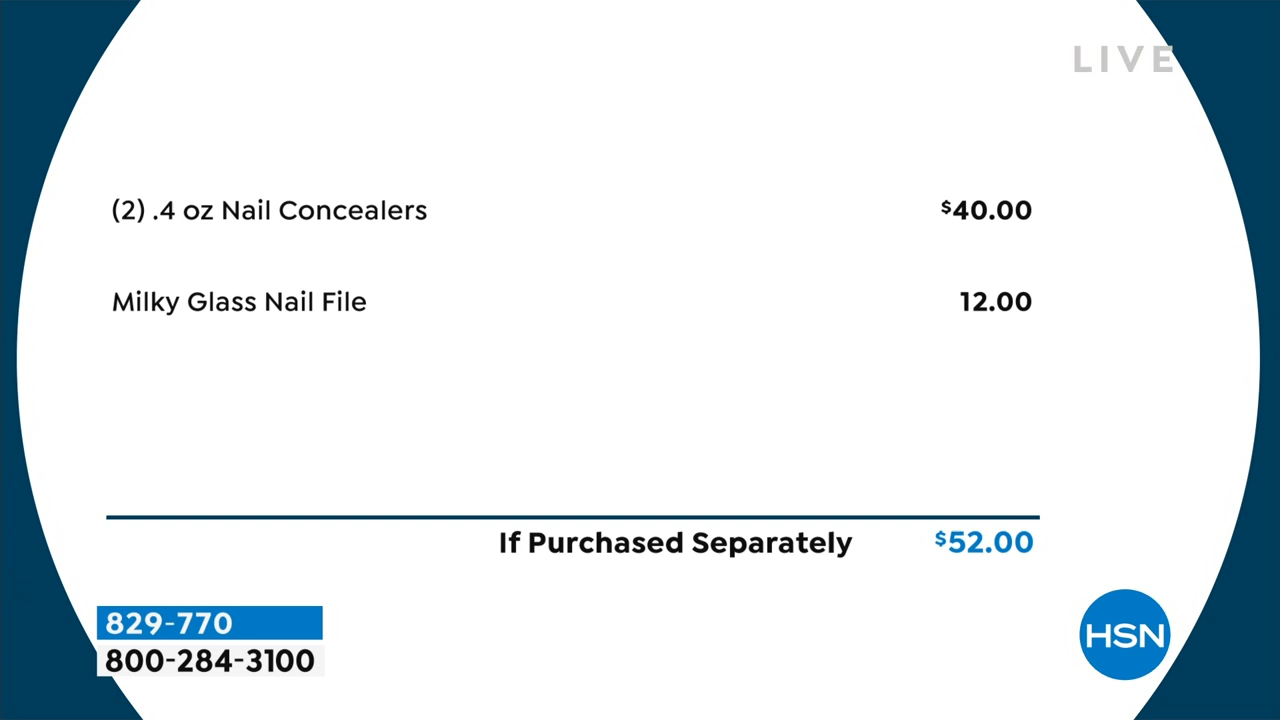 LIVE
(2) .4 oz Nail Concealers $40.00
Milky Glass Nail File 12.00
If Purchased Separately $52.00
829-770
800-284-3100
HSN